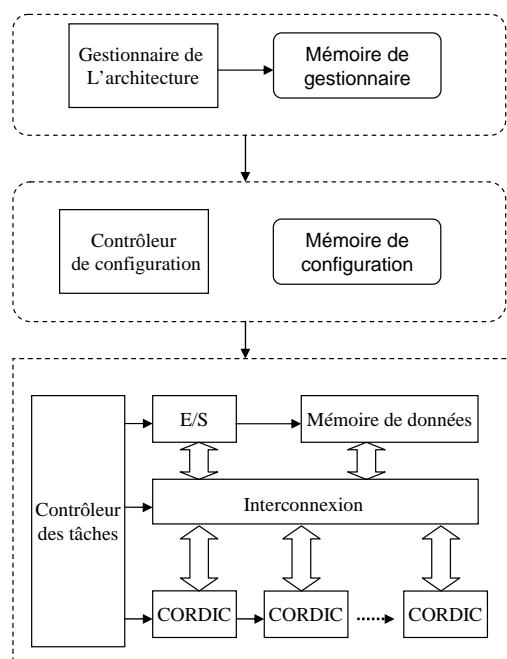 Gestionnaire de
L'architecture
Mémoire de
gestionnaire
Contrôleur
de configuration
Mémoire de
configuration
Contrôleur
des tâches
E/S
Mémoire de données
Interconnexion
CORDIC
CORDIC
CORDIC